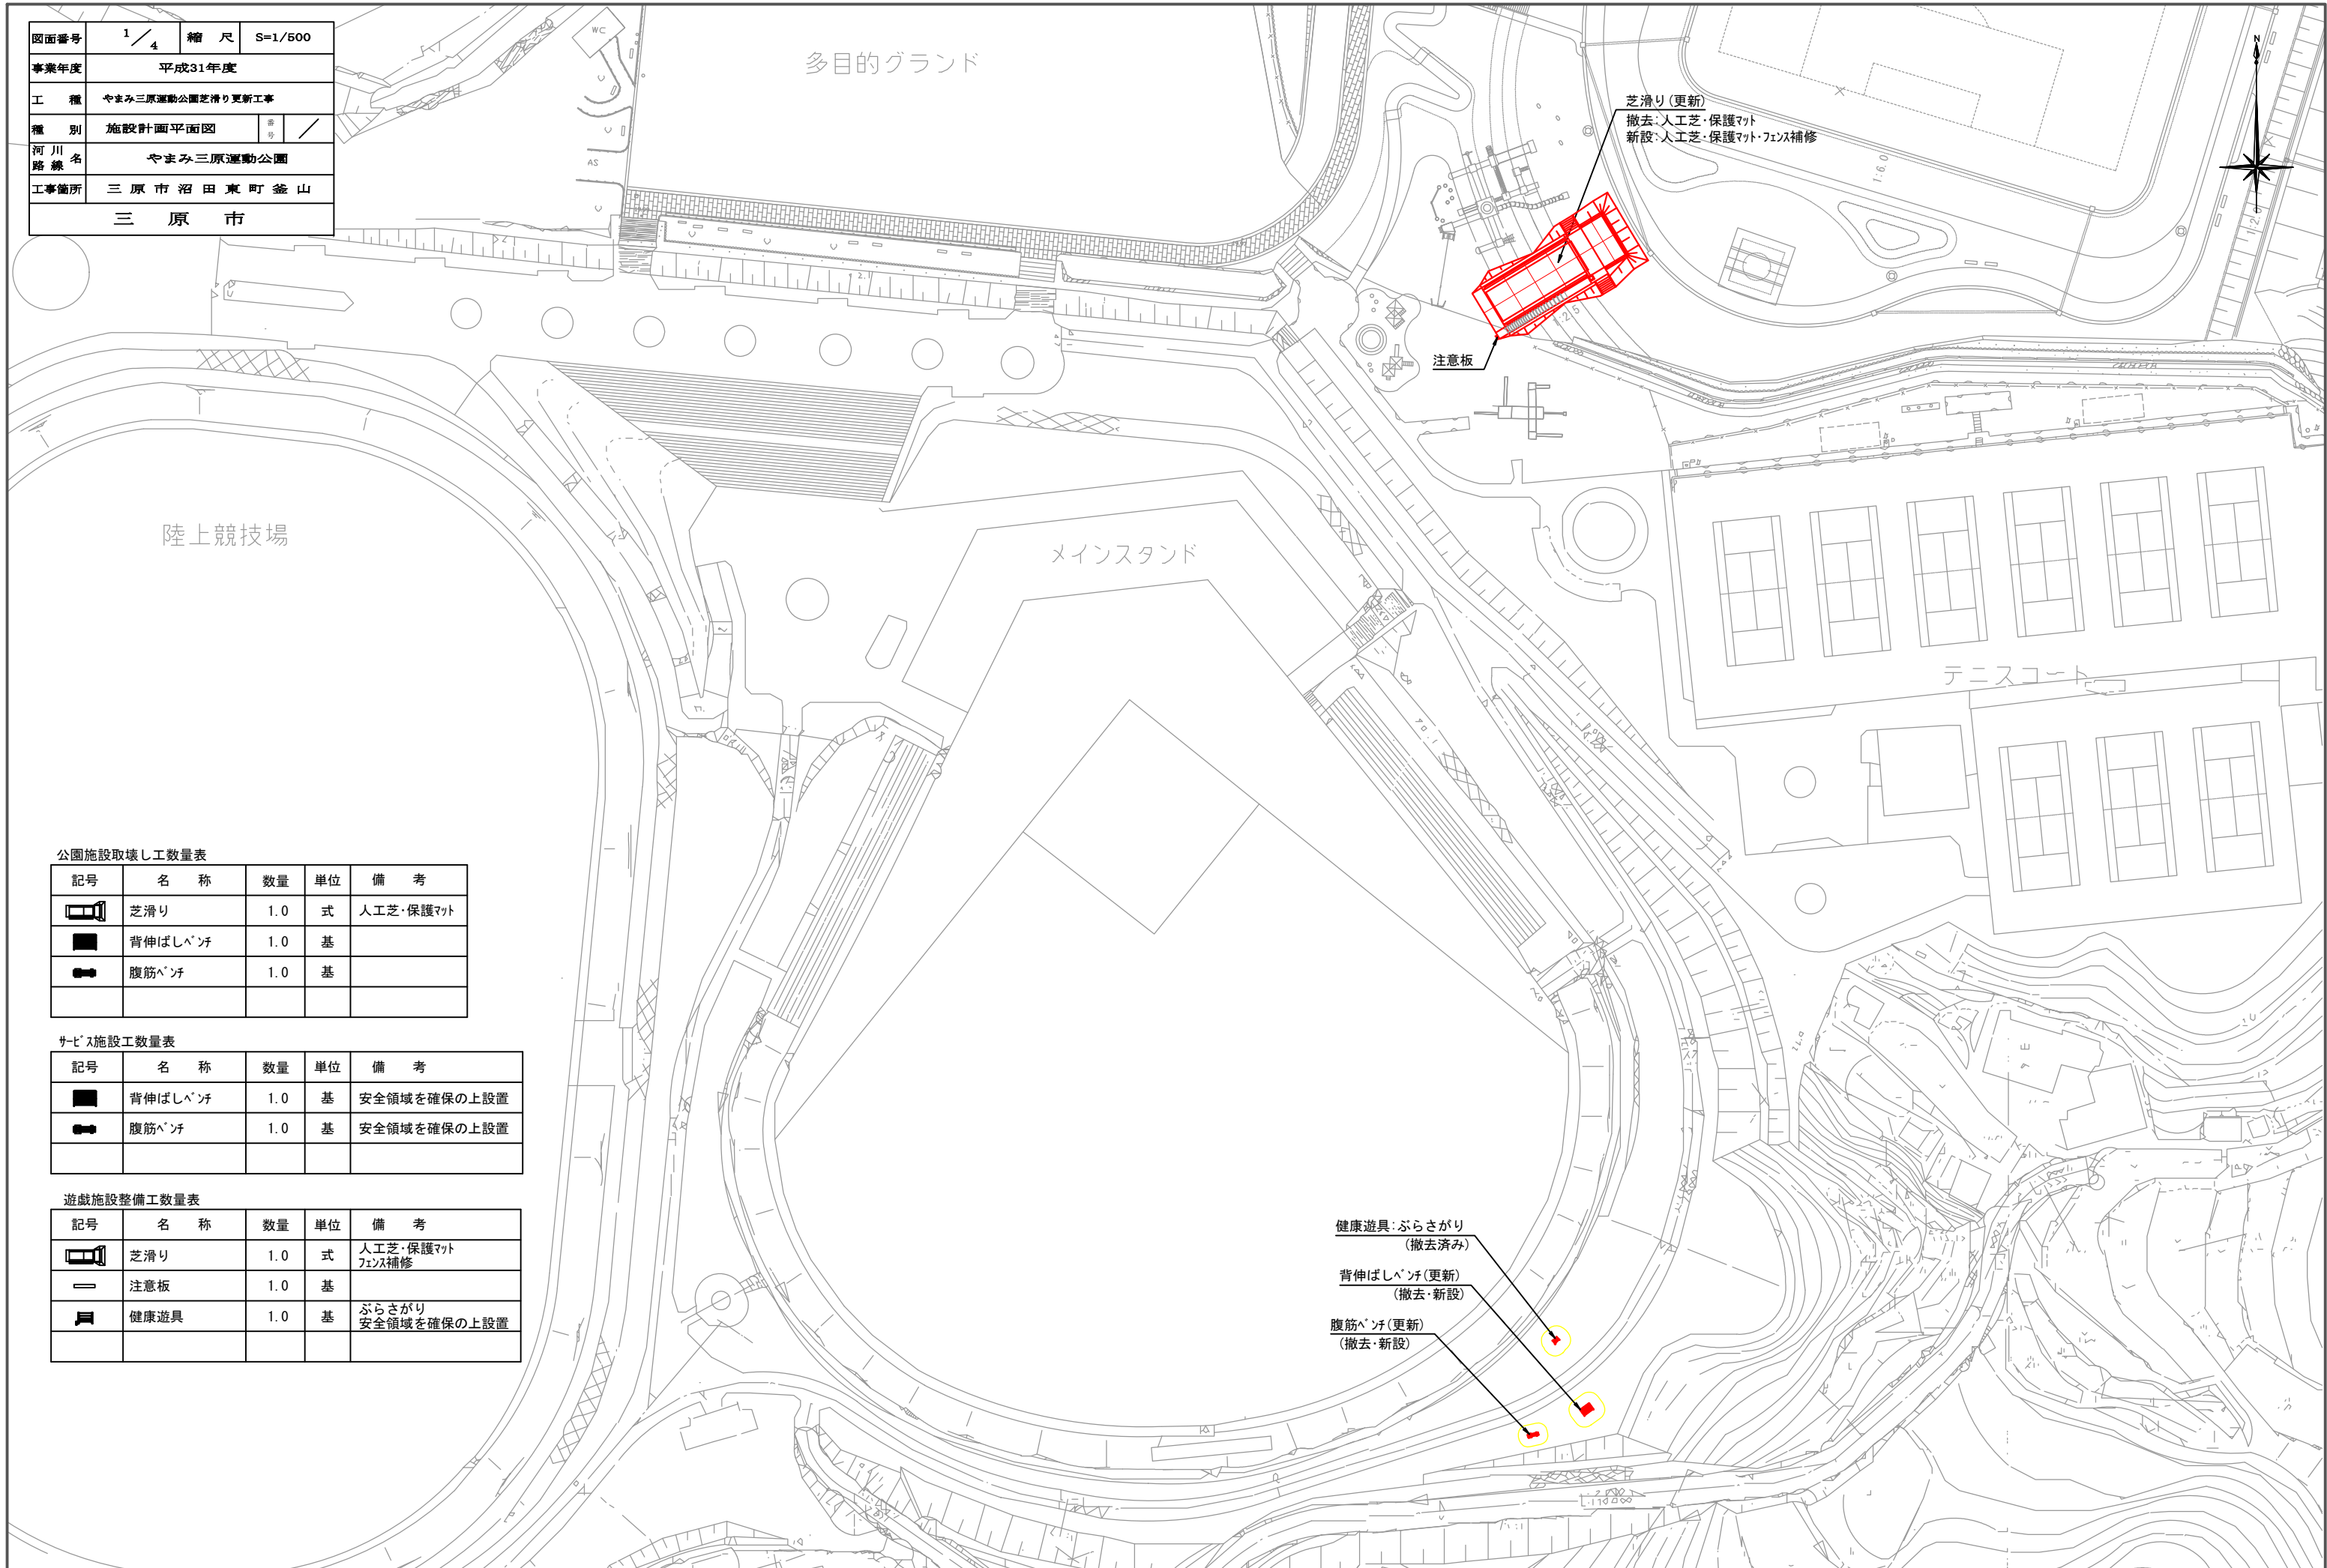 図面番号 1/4 縮 尺 S=1/500
事業年度 平成31年度
工 種 やまみ三原運動公園芝滑り更新工事
種 別 施設計画平面図 番号 /
河川路線名 やまみ三原運動公園
工事箇所 三原市沼田東町釜山
三 原 市
WC
AS
多目的グランド
芝滑り(更新)
撤去:人工芝・保護マット
新設:人工芝・保護マット・フェンス補修
N
1:6.0
1:2.5
注意板
陸上競技場
メインスタンド
テニスコート
公園施設取壊し工数量表
記号 名 称 数量 単位 備 考
芝滑り 1.0 式 人工芝・保護マット
背伸ばしベンチ 1.0 基
腹筋ベンチ 1.0 基
サービス施設工数量表
記号 名 称 数量 単位 備 考
背伸ばしベンチ 1.0 基 安全領域を確保の上設置
腹筋ベンチ 1.0 基 安全領域を確保の上設置
遊戯施設整備工数量表
記号 名 称 数量 単位 備 考
芝滑り 1.0 式 人工芝・保護マット
フェンス補修
注意板 1.0 基
健康遊具 1.0 基 ぶらさがり
安全領域を確保の上設置
健康遊具:ぶらさがり
(撤去済み)
背伸ばしベンチ(更新)
(撤去・新設)
腹筋ベンチ(更新)
(撤去・新設)